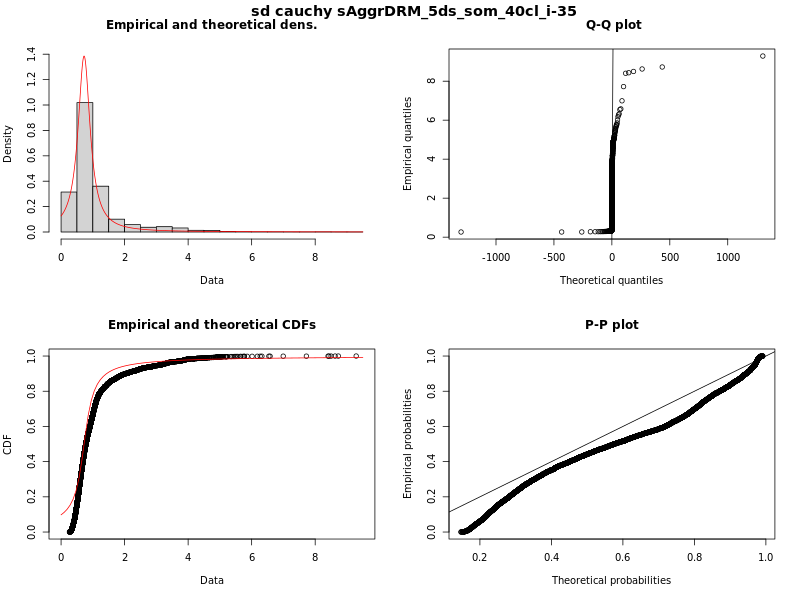 sd cauchy sAggrDRM_5ds_som_40cl_i-35
Empirical and theoretical dens.
Density
0.0 0.2 0.4 0.6 0.8 1.0 1.2 1.4
0 2 4 6 8
Data
Q-Q plot
Empirical quantiles
0 2 4 6 8
-1000 -500 0 500 1000
Theoretical quantiles
Empirical and theoretical CDFs
CDF
0.0 0.2 0.4 0.6 0.8 1.0
0 2 4 6 8
Data
P-P plot
Empirical probabilities
0.0 0.2 0.4 0.6 0.8 1.0
0.2 0.4 0.6 0.8 1.0
Theoretical probabilities